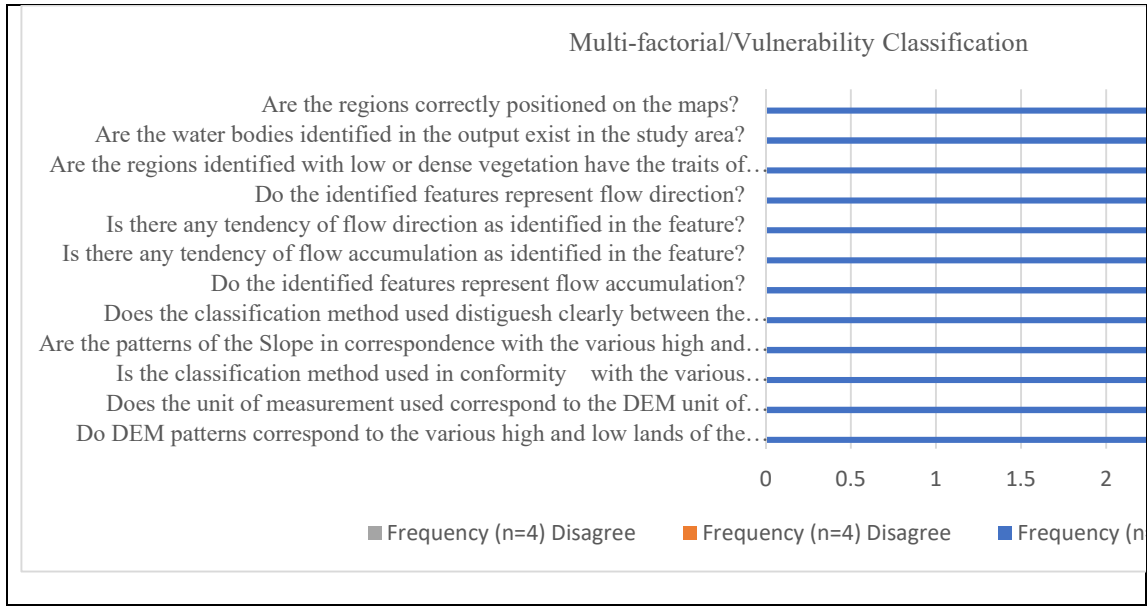 Multi-factorial/Vulnerability Classification
Are the regions correctly positioned on the maps?
Are the water bodies identified in the output exist in the study area?
Are the regions identified with low or dense vegetation have the traits of…
Do the identified features represent flow direction?
Is there any tendency of flow direction as identified in the feature?
Is there any tendency of flow accumulation as identified in the feature?
Do the identified features represent flow accumulation?
Does the classification method used distiguesh clearly between the…
Are the patterns of the Slope in correspondence with the various high and…
Is the classification method used in conformity with the various…
Does the unit of measurement used correspond to the DEM unit of…
Do DEM patterns correspond to the various high and low lands of the…
0 0.5 1 1.5 2
Frequency (n=4) Disagree Frequency (n=4) Disagree Frequency (n=